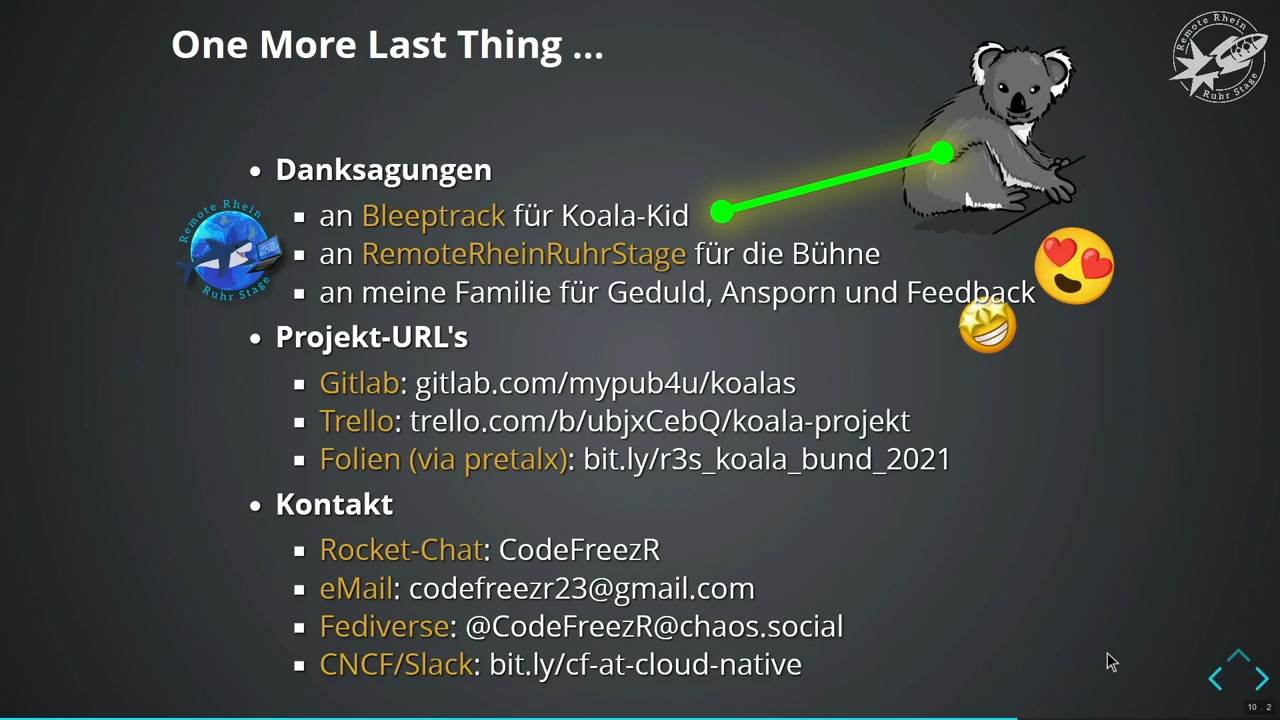 One More Last Thing ...
Remote Rhein
Ruhr Stage
Danksagungen
an Bleeptrack für Koala-Kid
an RemoteRheinRuhrStage für die Bühne
an meine Familie für Geduld, Ansporn und Feedback
Remote Rhein
Ruhr Stage
Projekt-URL's
Gitlab: gitlab.com/mypub4u/koalas
Trello: trello.com/b/ubjxCebQ/koala-projekt
Folien (via pretalx): bit.ly/r3s_koala_bund_2021
Kontakt
Rocket-Chat: CodeFreezR
eMail: codefreezr23@gmail.com
Fediverse: @CodeFreezR@chaos.social
CNCF/Slack: bit.ly/cf-at-cloud-native
10 . 2